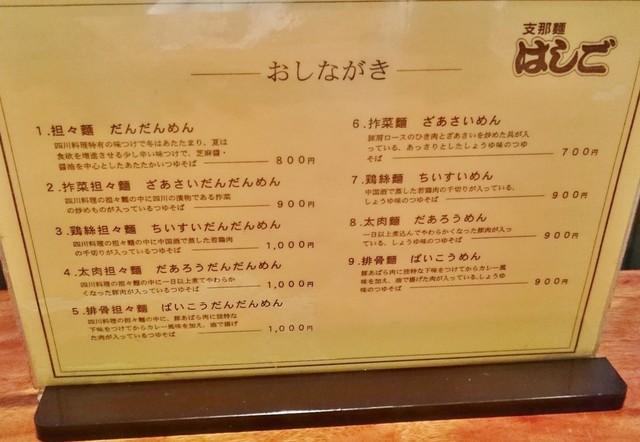 支那麵
はしご
おしながき
1.担々麵 だんだんめん
四川料理特有の味つけで冬はあたたまり、夏は
食欲を増進させる少し辛い味つけで、芝麻醬・
醬油を中心としたあたたかいつゆそば 800円
2.搾菜担々麵 ざあさいだんだんめん
四川料理の担々麵の中に四川の漬物である搾菜
の炒めものが入っているつゆそば 900円
3.鶏絲担々麵 ちいすいだんだんめん
四川料理の担々麵の中に中国酒で蒸した若鶏肉
の千切りが入っているつゆそば 1,000円
4.太肉担々麵 だあろうだんだんめん
四川料理の担々麵の中に一日以上煮てやわらか
くなった豚肉が入っているつゆそば 1,000円
5.排骨担々麵 ぱいこうだんだんめん
四川料理の担々麵の中に、豚あばら肉に独特な
下味をつけてからカレー風味を加え、油で揚げ
た肉が入っているつゆそば 1,000円
6.搾菜麵 ざあさいめん
豚肩ロースのひき肉とざあさいを炒めた具が入
っている、あっさりとしたしょうゆ味のつゆ
そば 700円
7.鶏絲麵 ちいすいめん
中国酒で蒸した若鶏肉の千切りが入っている、
しょうゆ味のつゆそば 900円
8.太肉麵 だあろうめん
一日以上煮込んでやわらかくなった豚肉が入っ
ている、しょうゆ味のつゆそば 900円
9.排骨麵 ぱいこうめん
豚あばら肉に独特な下味をつけてからカレー風
味を加え、油で揚げた肉が入っている、しょうゆ
味のつゆそば 900円